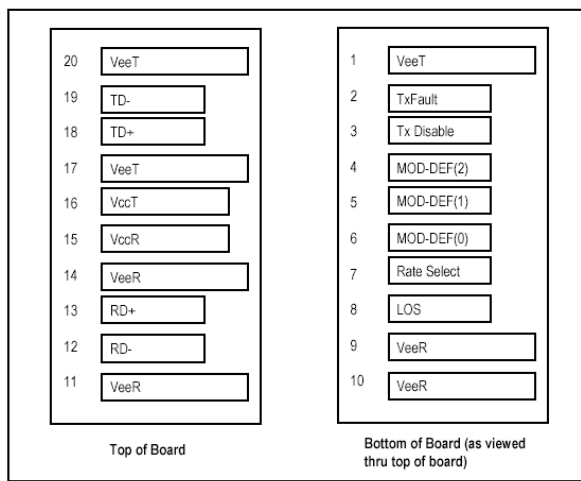 20 VeeT
19 TD-
18 TD+
17 VeeT
16 VccT
15 VccR
14 VeeR
13 RD+
12 RD-
11 VeeR
Top of Board
1 VeeT
2 TxFault
3 Tx Disable
4 MOD-DEF(2)
5 MOD-DEF(1)
6 MOD-DEF(0)
7 Rate Select
8 LOS
9 VeeR
10 VeeR
Bottom of Board (as viewed
thru top of board)